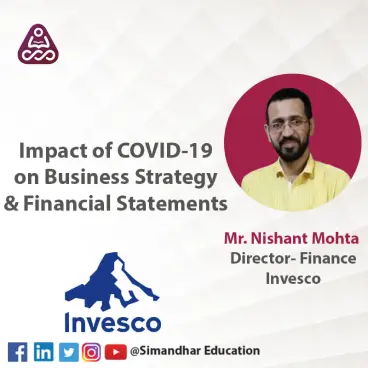 Impact of COVID-19
on Business Strategy
& Financial Statements
Mr. Nishant Mohta
Director- Finance
Invesco
Invesco
@Simandhar Education